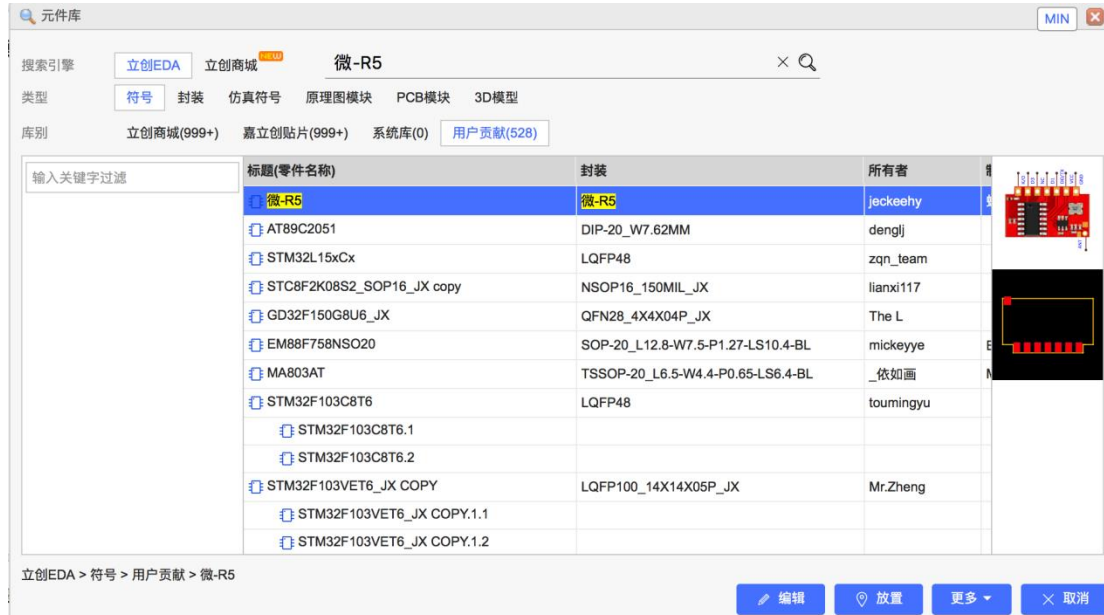 元件库 MIN
搜索引擎 立创EDA 立创商城 NEW 微-R5
类型 符号 封装 仿真符号 原理图模块 PCB模块 3D模型
库别 立创商城(999+) 嘉立创贴片(999+) 系统库(0) 用户贡献(528)
输入关键字过滤
标题(零件名称) 封装 所有者
微-R5 微-R5 jeckeehy
AT89C2051 DIP-20_W7.62MM denglj
STM32L15xCx LQFP48 zqn_team
STC8F2K08S2_SOP16_JX copy NSOP16_150MIL_JX lianxi117
GD32F150G8U6_JX QFN28_4X4X04P_JX The L
EM88F758NSO20 SOP-20_L12.8-W7.5-P1.27-LS10.4-BL mickeyye
MA803AT TSSOP-20_L6.5-W4.4-P0.65-LS6.4-BL _依如画
STM32F103C8T6 LQFP48 toumingyu
STM32F103C8T6.1
STM32F103C8T6.2
STM32F103VET6_JX COPY LQFP100_14X14X05P_JX Mr.Zheng
STM32F103VET6_JX COPY.1.1
STM32F103VET6_JX COPY.1.2
立创EDA > 符号 > 用户贡献 > 微-R5
编辑 放置 更多 取消